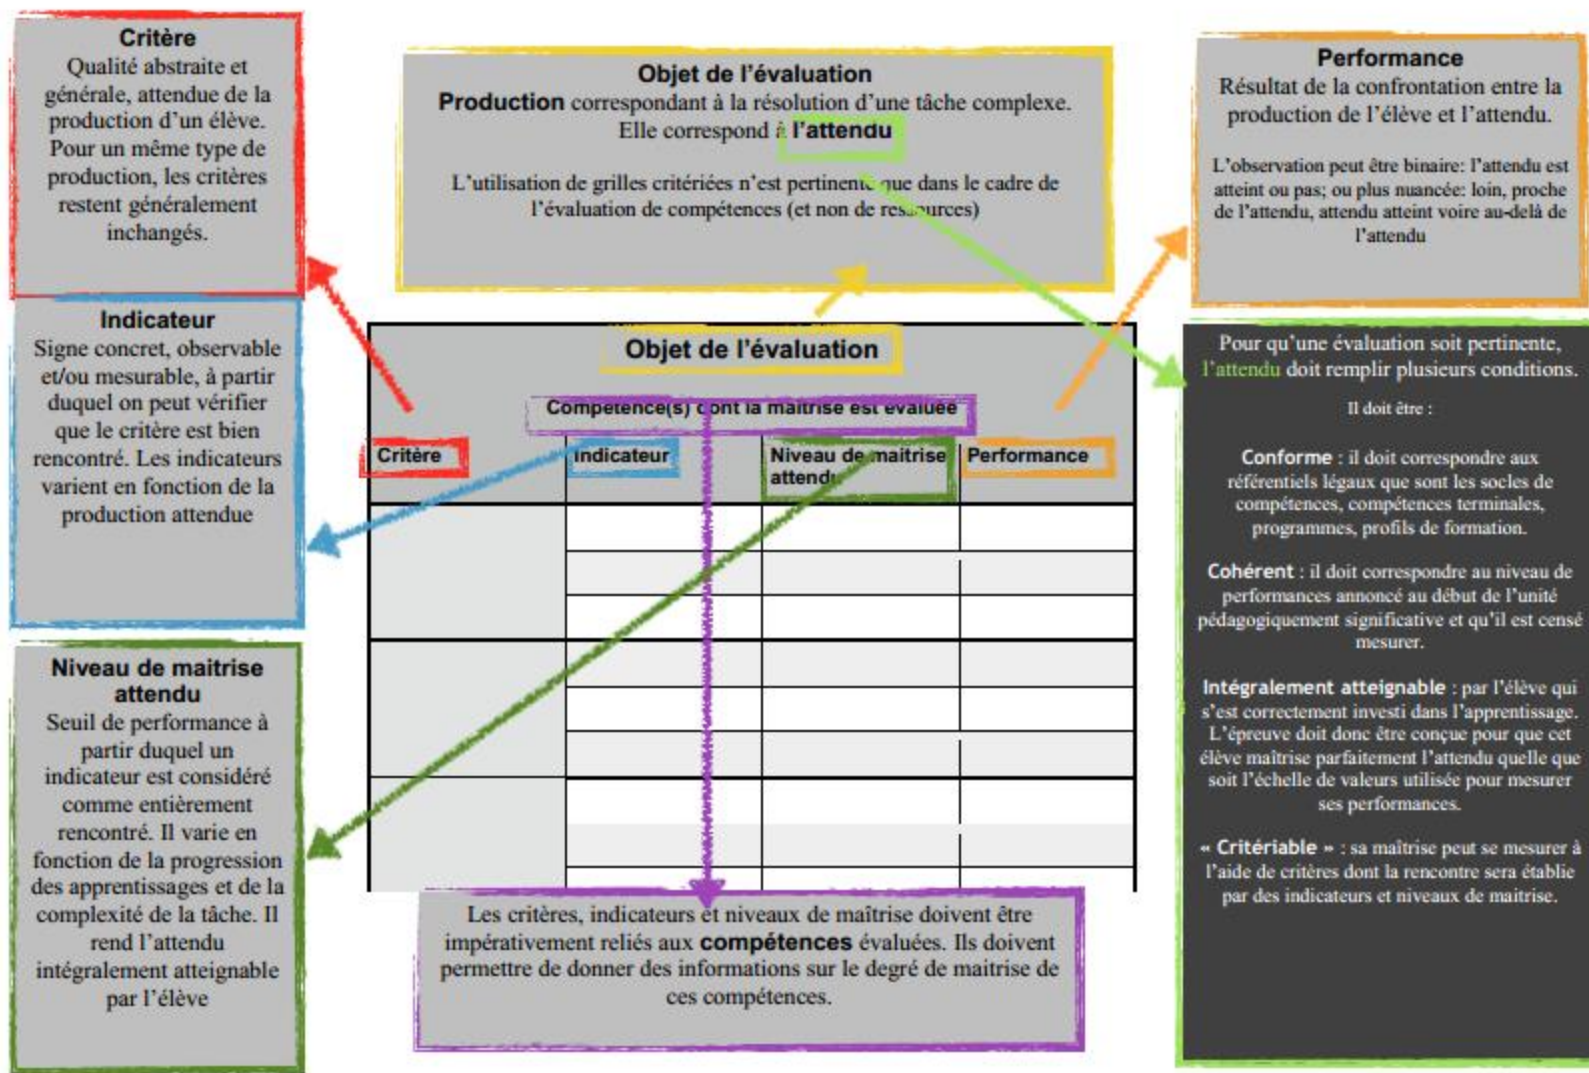 Critère
Qualité abstraite et
générale, attendue de la
production d'un élève.
Pour un même type de
production, les critères
restent généralement
inchangés.
Objet de l'évaluation
Production correspondant à la résolution d'une tâche complexe.
Elle correspond à l'attendu
L'utilisation de grilles critériées n'est pertinente que dans le cadre de
l'évaluation de compétences (et non de ressources)
Performance
Résultat de la confrontation entre la
production de l'élève et l'attendu.
L'observation peut être binaire: l'attendu est
atteint ou pas; ou plus nuancée: loin, proche
de l'attendu, attendu atteint voire au-delà de
l'attendu
Indicateur
Signe concret, observable
et/ou mesurable, à partir
duquel on peut vérifier
que le critère est bien
rencontré. Les indicateurs
varient en fonction de la
production attendue
Objet de l'évaluation
Compétence(s) dont la maitrise est évaluée
Critère
Indicateur
Niveau de maitrise
attendu
Performance
Pour qu'une évaluation soit pertinente,
l'attendu doit remplir plusieurs conditions.
Il doit être :
Conforme : il doit correspondre aux
référentiels légaux que sont les socles de
compétences, compétences terminales,
programmes, profils de formation.
Cohérent : il doit correspondre au niveau de
performances annoncé au début de l'unité
pédagogiquement significative et qu'il est censé
mesurer.
Intégralement atteignable : par l'élève qui
s'est correctement investi dans l'apprentissage.
L'épreuve doit donc être conçue pour que cet
élève maîtrise parfaitement l'attendu quelle que
soit l'échelle de valeurs utilisée pour mesurer
ses performances.
« Critériable » : sa maîtrise peut se mesurer à
l'aide de critères dont la rencontre sera établie
par des indicateurs et niveaux de maitrise.
Niveau de maitrise
attendu
Seuil de performance à
partir duquel un
indicateur est considéré
comme entièrement
rencontré. Il varie en
fonction de la progression
des apprentissages et de la
complexité de la tâche. Il
rend l'attendu
intégralement atteignable
par l'élève
Les critères, indicateurs et niveaux de maîtrise doivent être
impérativement reliés aux compétences évaluées. Ils doivent
permettre de donner des informations sur le degré de maitrise de
ces compétences.